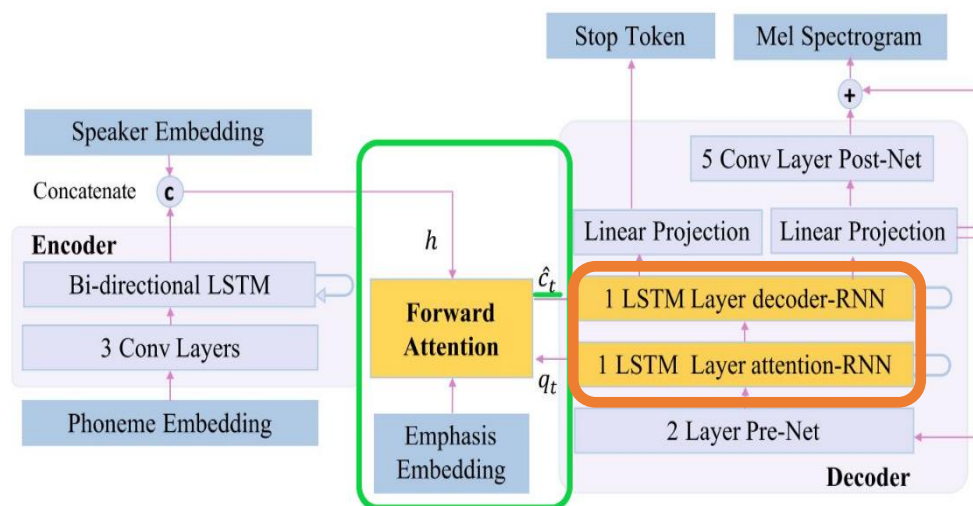 Stop Token
Mel Spectrogram
+
Speaker Embedding
5 Conv Layer Post-Net
Concatenate
c
Encoder
h
Linear Projection
Linear Projection
Bi-directional LSTM
ĉₜ
1 LSTM Layer decoder-RNN
Forward
Attention
3 Conv Layers
qₜ
1 LSTM Layer attention-RNN
Phoneme Embedding
Emphasis
Embedding
2 Layer Pre-Net
Decoder